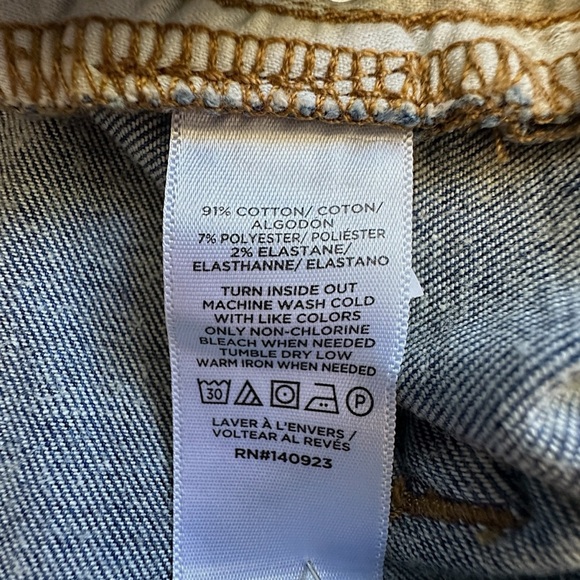 91% COTTON/ COTON/
ALGODÓN
7% POLYESTER/ POLIÉSTER
2% ELASTANE/
ELASTHANNE/ ELASTANO
TURN INSIDE OUT
MACHINE WASH COLD
WITH LIKE COLORS
ONLY NON-CHLORINE
BLEACH WHEN NEEDED
TUMBLE DRY LOW
WARM IRON WHEN NEEDED
30 P
LAVER À L'ENVERS /
VOLTEAR AL REVÉS
RN#140923